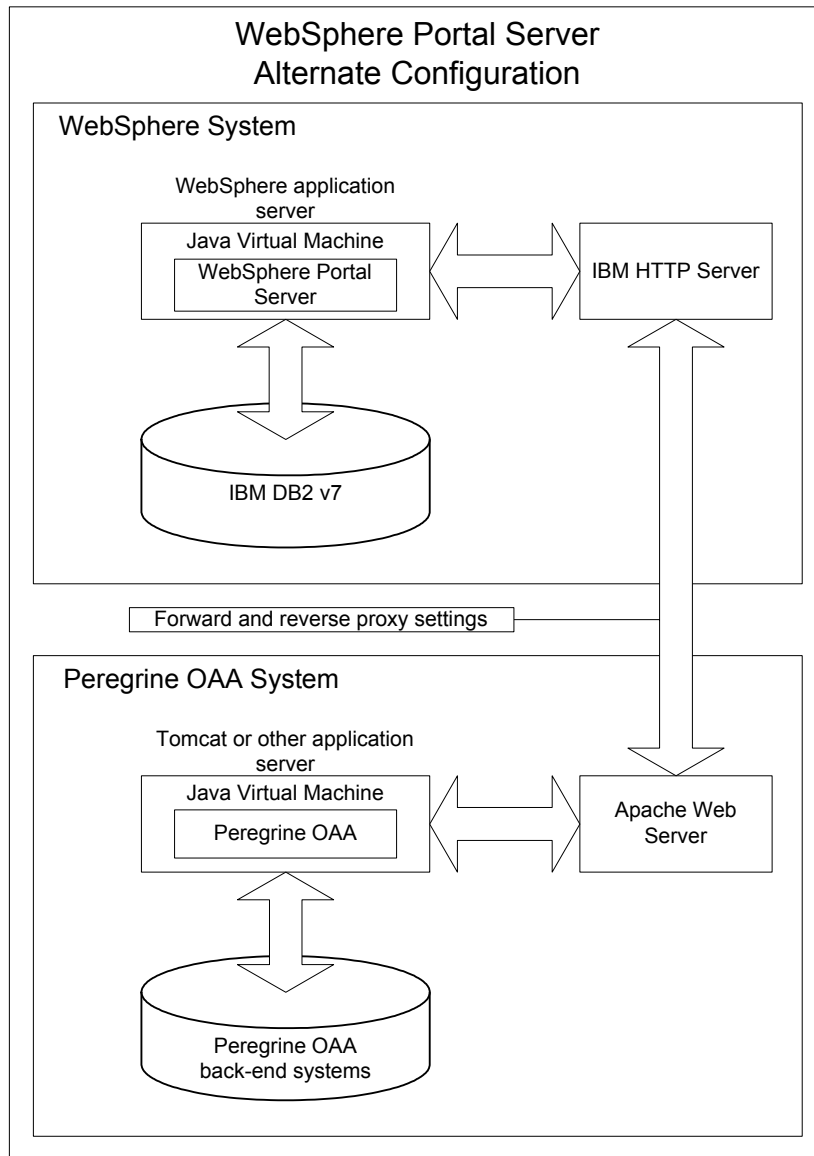 WebSphere Portal Server
Alternate Configuration
WebSphere System
WebSphere application
server
Java Virtual Machine
WebSphere Portal
Server
IBM HTTP Server
IBM DB2 v7
Forward and reverse proxy settings
Peregrine OAA System
Tomcat or other application
server
Java Virtual Machine
Peregrine OAA
Apache Web
Server
Peregrine OAA
back-end systems